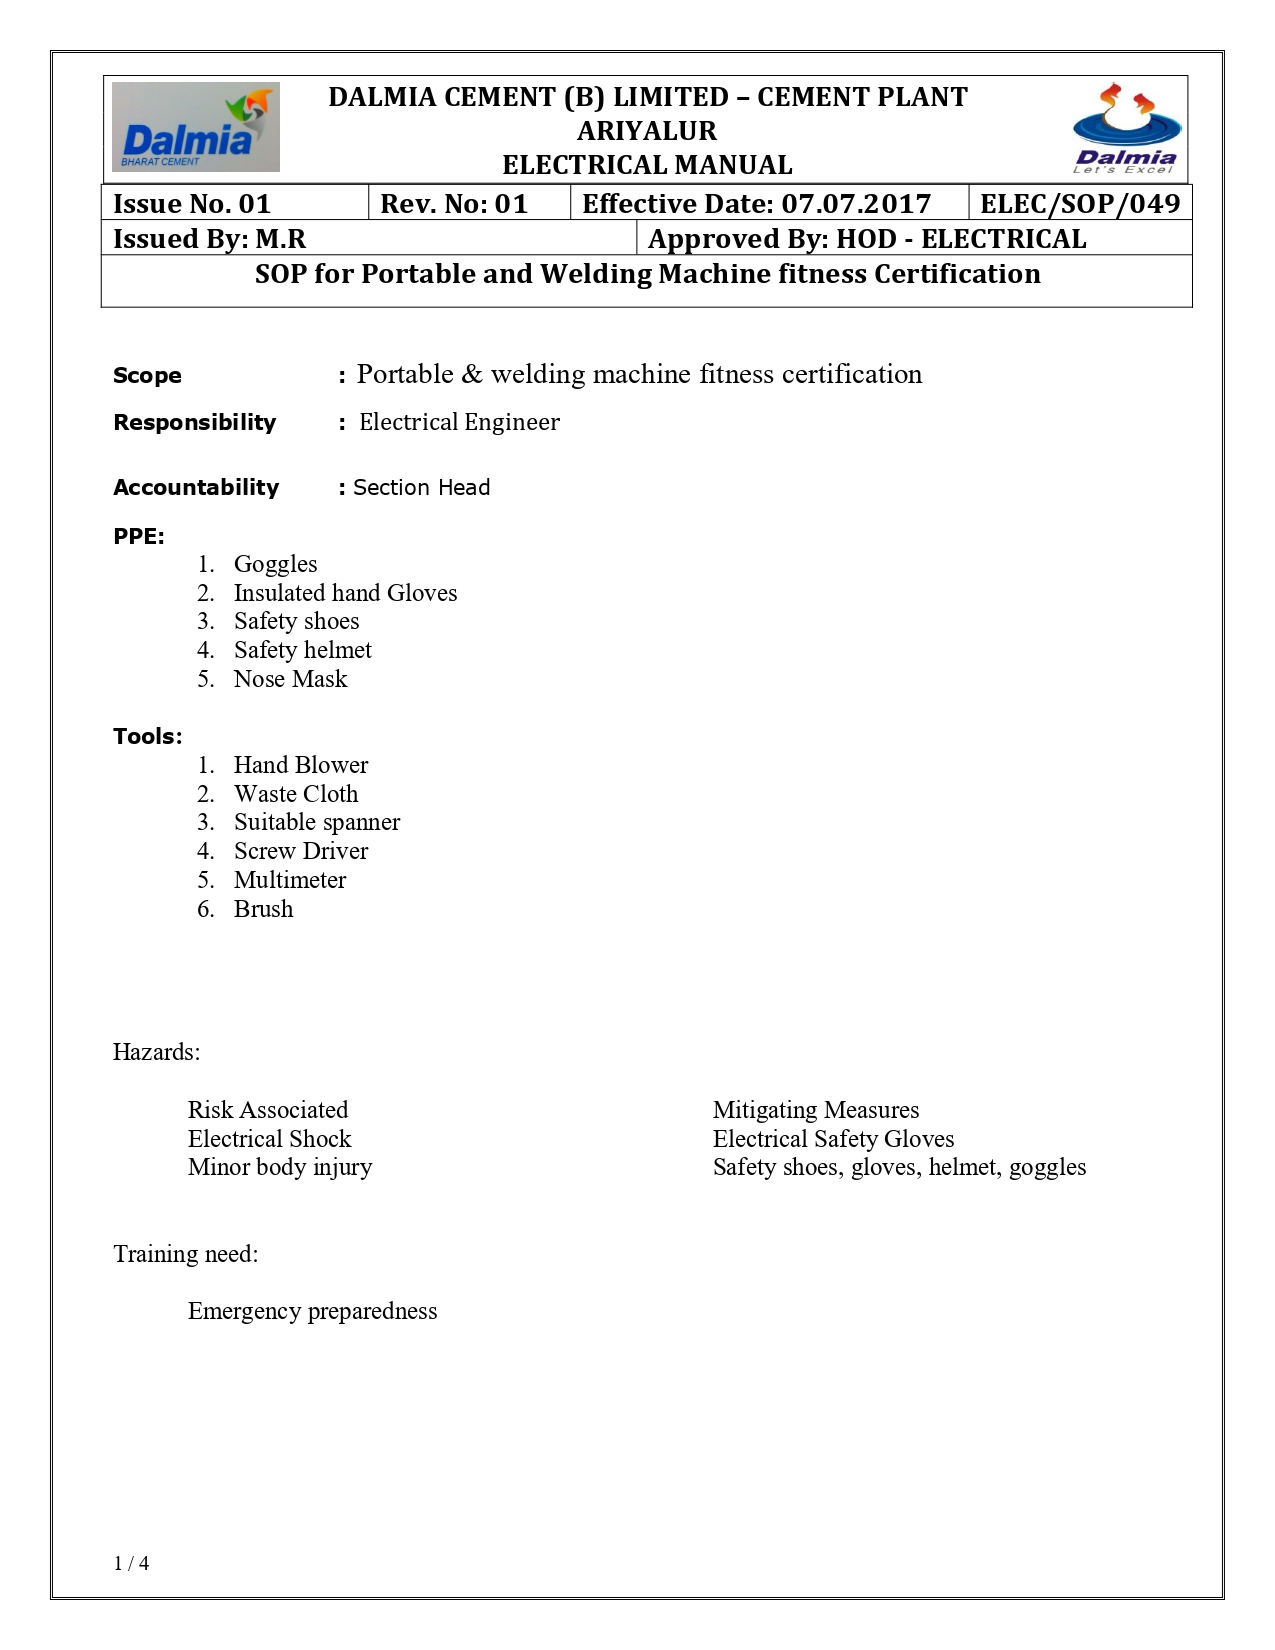 Dalmia
BHARAT CEMENT
DALMIA CEMENT (B) LIMITED – CEMENT PLANT
ARIYALUR
ELECTRICAL MANUAL
Dalmia
Let's Excel
Issue No. 01 Rev. No: 01 Effective Date: 07.07.2017 ELEC/SOP/049
Issued By: M.R Approved By: HOD - ELECTRICAL
SOP for Portable and Welding Machine fitness Certification
Scope : Portable & welding machine fitness certification
Responsibility : Electrical Engineer
Accountability : Section Head
PPE:
1. Goggles
2. Insulated hand Gloves
3. Safety shoes
4. Safety helmet
5. Nose Mask
Tools:
1. Hand Blower
2. Waste Cloth
3. Suitable spanner
4. Screw Driver
5. Multimeter
6. Brush
Hazards:
Risk Associated Mitigating Measures
Electrical Shock Electrical Safety Gloves
Minor body injury Safety shoes, gloves, helmet, goggles
Training need:
Emergency preparedness
1 / 4